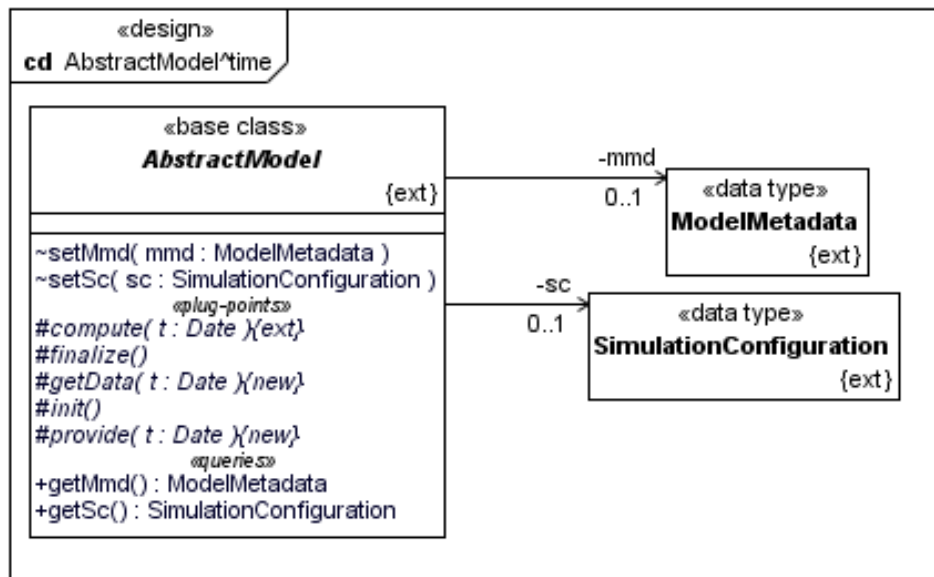 «design»
cd AbstractModel^time
«base class»
AbstractModel
{ext}
~setMmd( mmd : ModelMetadata )
~setSc( sc : SimulationConfiguration )
«plug-points»
#compute( t : Date ){ext}
#finalize()
#getData( t : Date ){new}
#init()
#provide( t : Date ){new}
«queries»
+getMmd() : ModelMetadata
+getSc() : SimulationConfiguration
-mmd
0..1
«data type»
ModelMetadata
{ext}
-sc
0..1
«data type»
SimulationConfiguration
{ext}